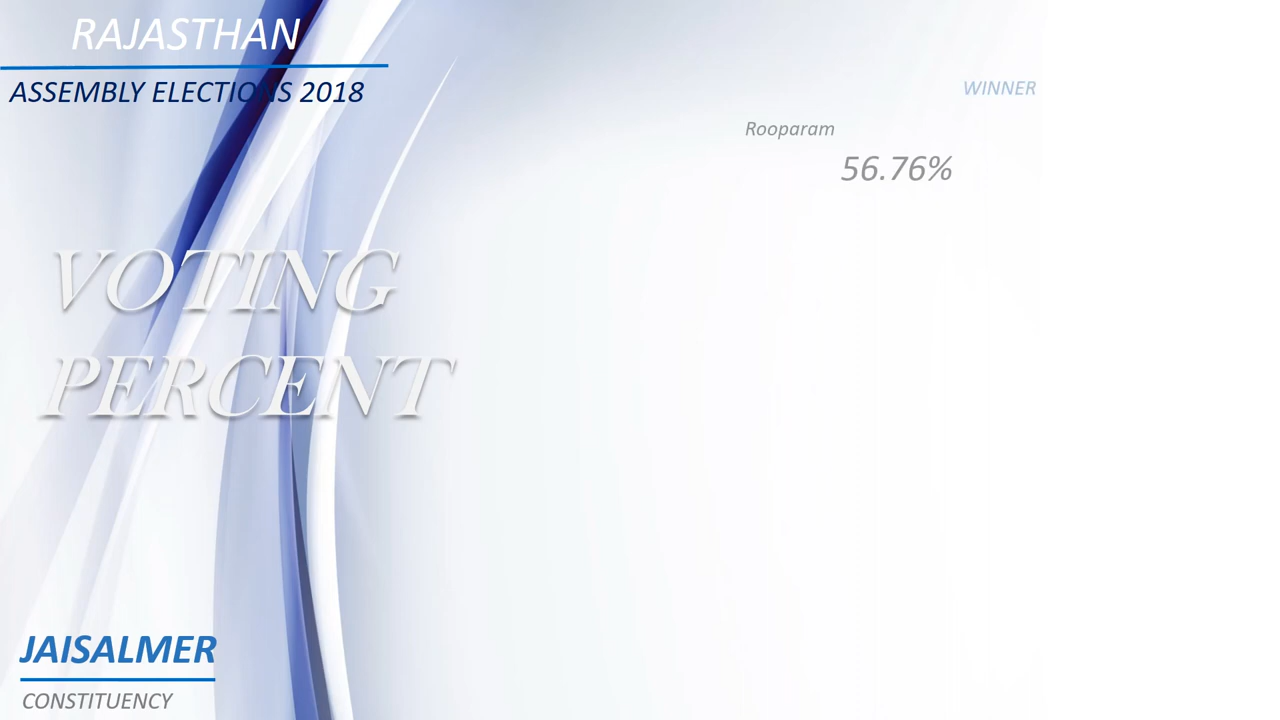 RAJASTHAN
ASSEMBLY ELECTIONS 2018
WINNER
Rooparam
56.76%
VOTING
PERCENT
JAISALMER
CONSTITUENCY